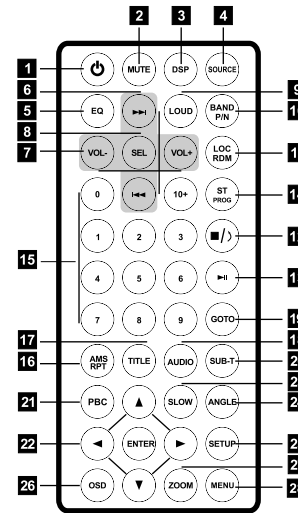 2 3 4
1 MUTE DSP SOURCE
6
5 EQ LOUD BAND P/N
8
7 VOL- SEL VOL+ LOC RDM
0 10+ ST PROG
1 2 3
15
4 5 6
7 8 9 GOTO
17
16 AMS RPT TITLE AUDIO SUB-T
21 PBC SLOW ANGLE
22 ENTER SETUP
26 OSD ZOOM MENU